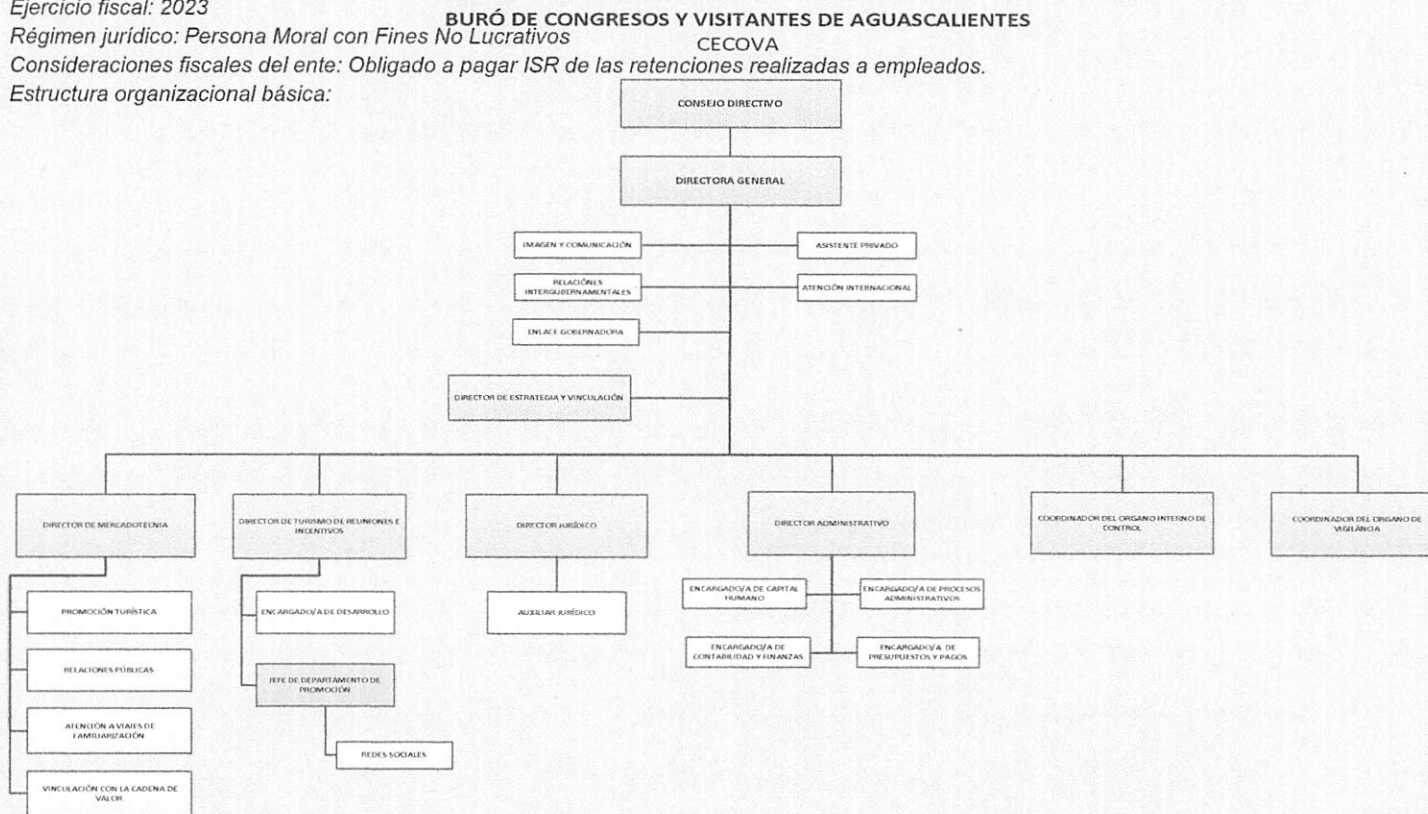 Ejercicio fiscal: 2023
BURÓ DE CONGRESOS Y VISITANTES DE AGUASCALIENTES
Régimen jurídico: Persona Moral con Fines No Lucrativos
CECOVA
Consideraciones fiscales del ente: Obligado a pagar ISR de las retenciones realizadas a empleados.
Estructura organizacional básica:
CONSEJO DIRECTIVO
DIRECTORA GENERAL
IMAGEN Y COMUNICACIÓN
ASISTENTE PRIVADO
RELACIÓNES
INTERGUBERNAMENTALES
ATENCIÓN INTERNACIONAL
ENLACE GOBERNADORA
DIRECTOR DE ESTRATEGIA Y VINCULACIÓN
DIRECTOR DE MERCADOTECNIA
DIRECTOR DE TURISMO DE REUNIONES E
INCENTIVOS
DIRECTOR JURÍDICO
DIRECTOR ADMINISTRATIVO
COORDINADOR DEL ORGANO INTERNO DE
CONTROL
COORDINADOR DEL ORGANO DE
VIGILÁNCIA
PROMOCIÓN TURÍSTICA
RELACIONES PÚBLICAS
ATENCIÓN A VIAJES DE
FAMILIARIZACIÓN
VINCULACIÓN CON LA CADENA DE
VALOR
ENCARGADO/A DE DESARROLLO
JEFE DE DEPARTAMENTO DE
PROMOCIÓN
REDES SOCIALES
AUXILIAR JURÍDICO
ENCARGADO/A DE CAPITAL
HUMANO
ENCARGADO/A DE PROCESOS
ADMINISTRATIVOS
ENCARGADO/A DE
CONTABILIDAD Y FINANZAS
ENCARGADO/A DE
PRESUPUESTOS Y PAGOS